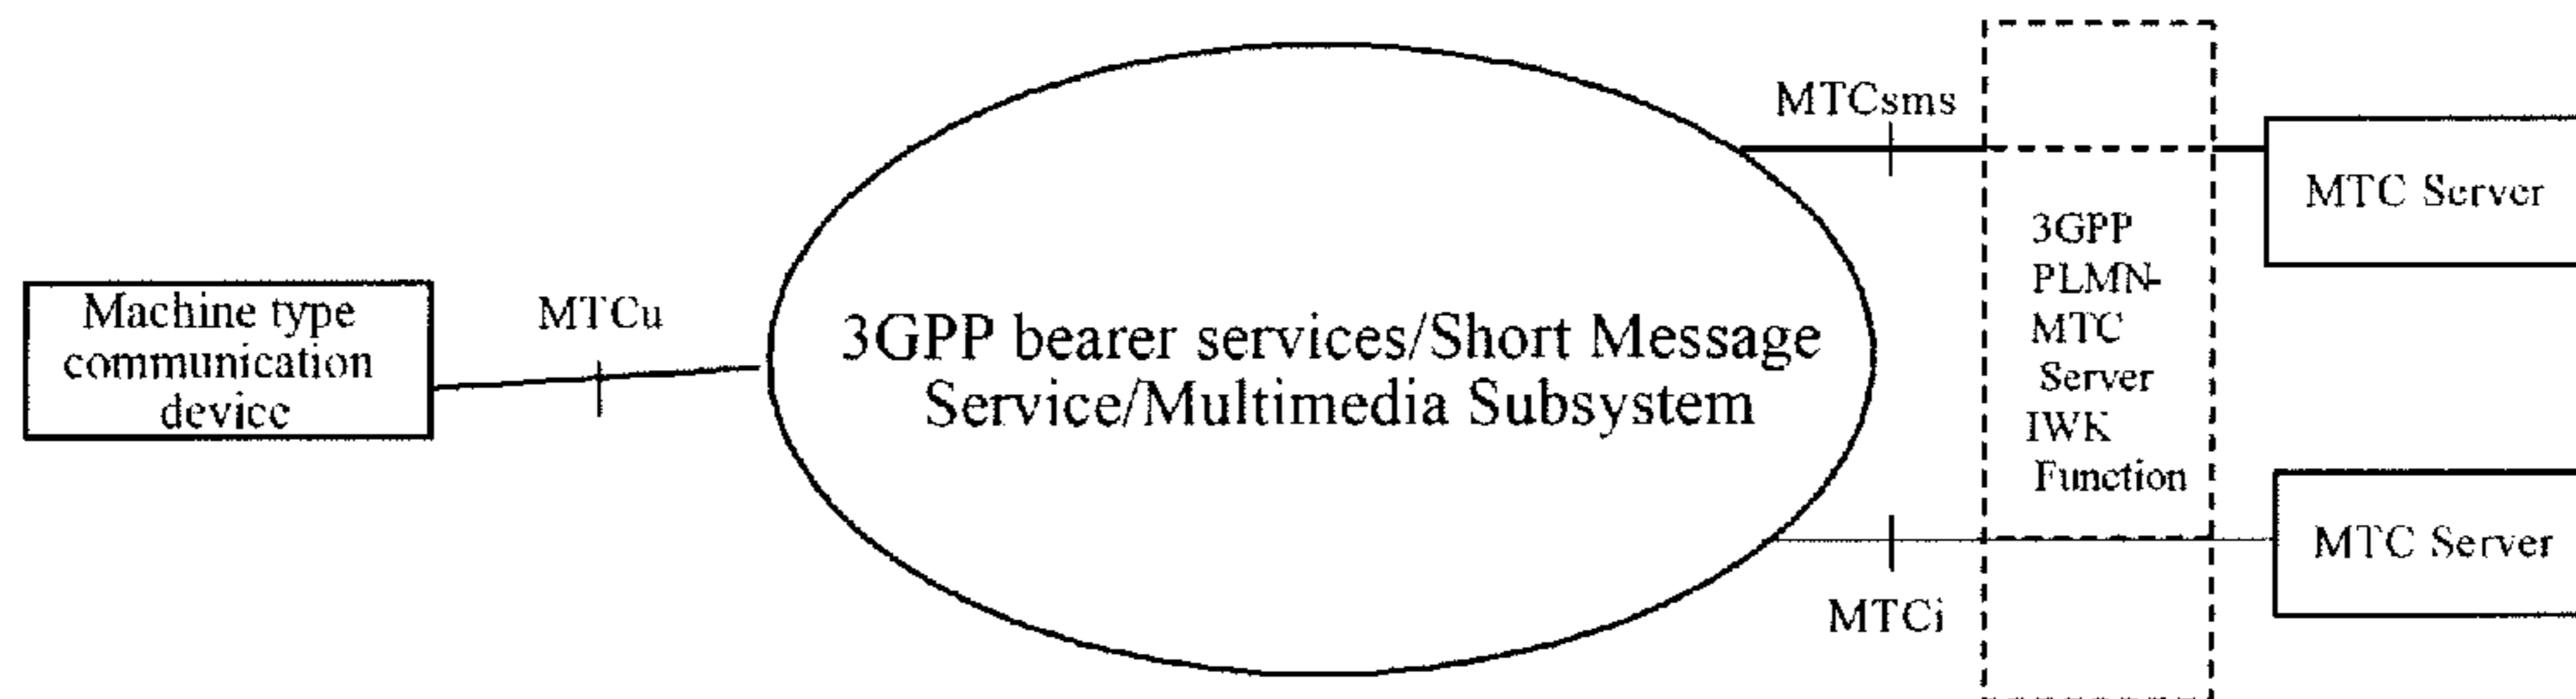 Machine type
communication
device
MTCu
3GPP bearer services/Short Message
Service/Multimedia Subsystem
MTCsms
MTCi
3GPP
PLMN-
MTC
Server
IWK
Function
MTC Server
MTC Server